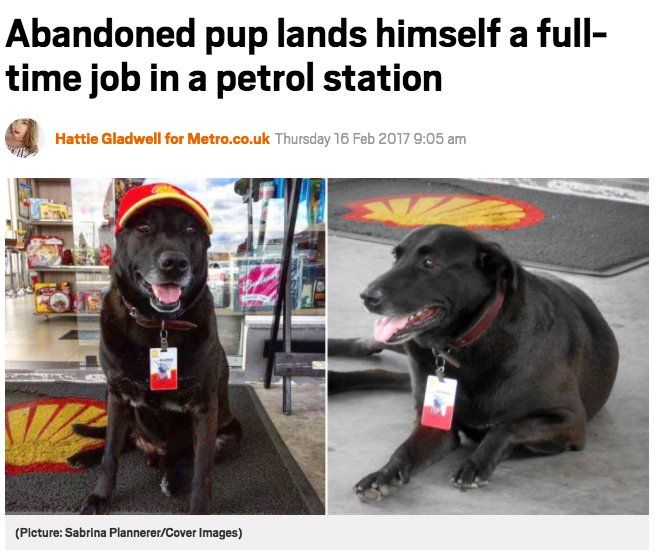 Abandoned pup lands himself a full-
time job in a petrol station
Hattie Gladwell for Metro.co.uk Thursday 16 Feb 2017 9:05 am
(Picture: Sabrina Plannerer/Cover Images)